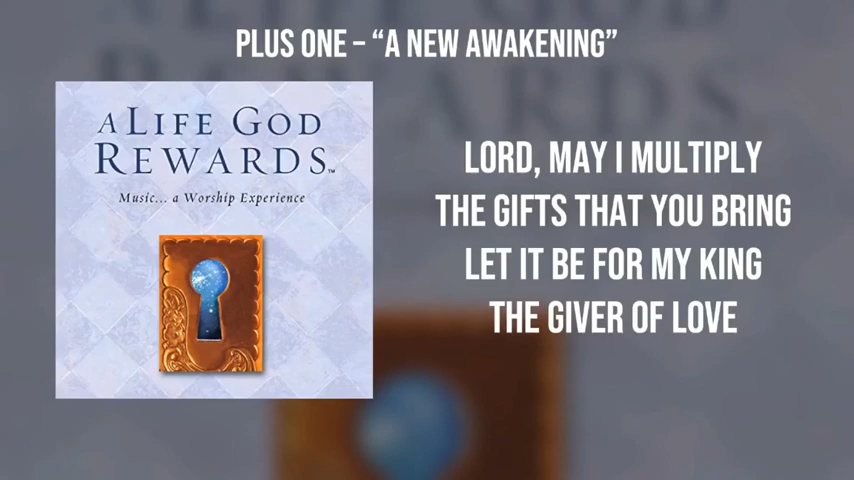 PLUS ONE – “A NEW AWAKENING”
A LIFE GOD
REWARDS™
Music... a Worship Experience
LORD, MAY I MULTIPLY
THE GIFTS THAT YOU BRING
LET IT BE FOR MY KING
THE GIVER OF LOVE